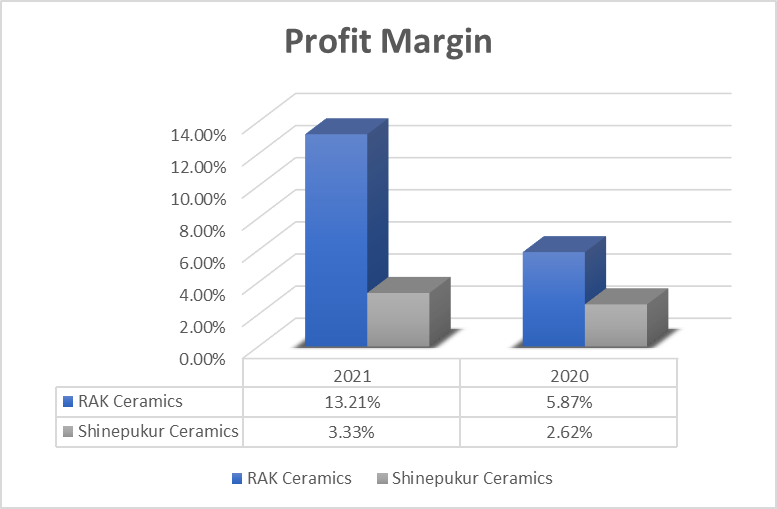 Profit Margin
14.00%
12.00%
10.00%
8.00%
6.00%
4.00%
2.00%
0.00%
2021 2020
RAK Ceramics 13.21% 5.87%
Shinepukur Ceramics 3.33% 2.62%
RAK Ceramics Shinepukur Ceramics